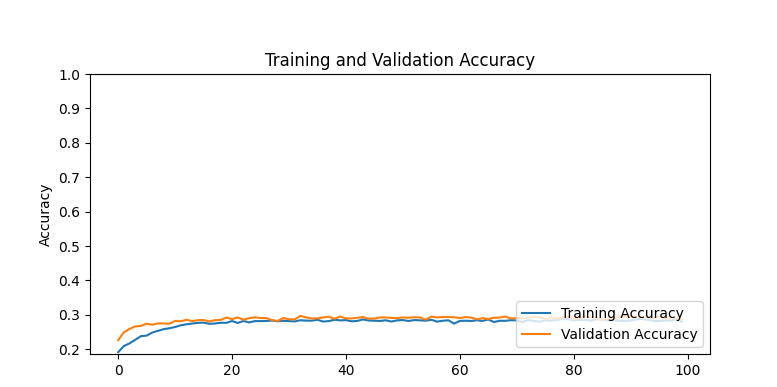 Training and Validation Accuracy
1.0
0.9
0.8
0.7
0.6
0.5
0.4
0.3
0.2
Accuracy
Training Accuracy
Validation Accuracy
0 20 40 60 80 100